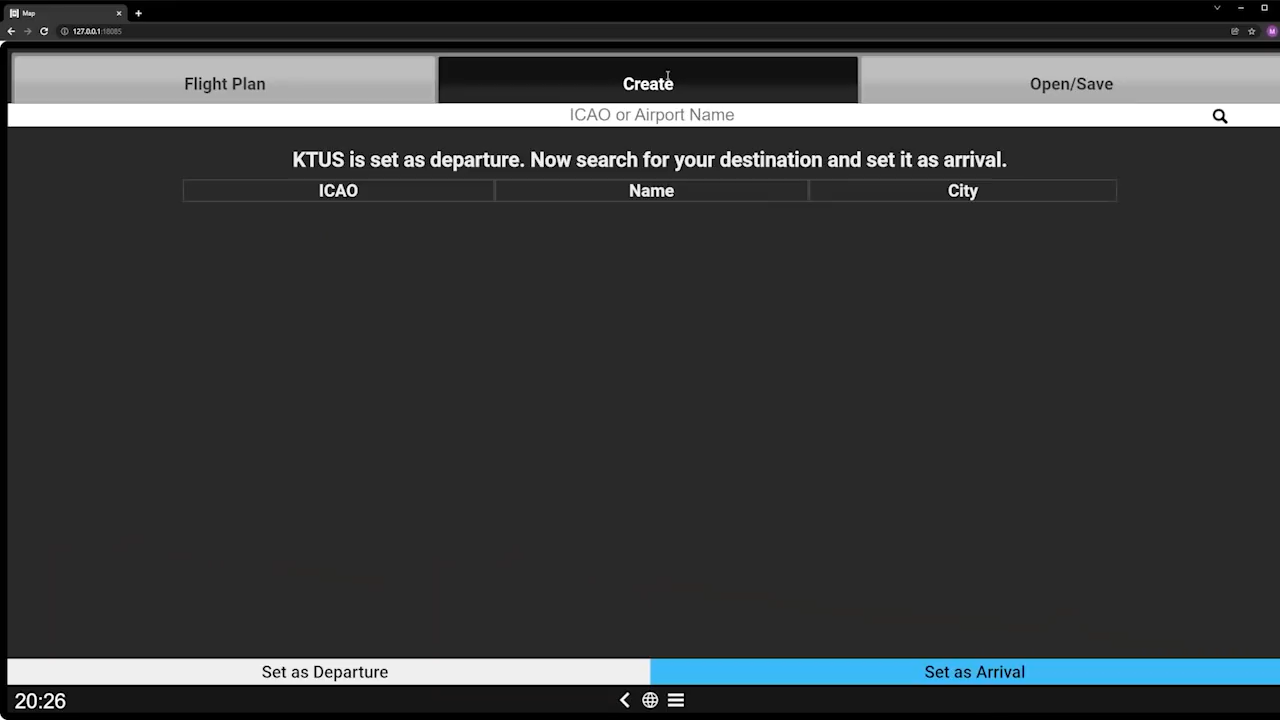 Map
127.0.0.1:18085
M
Flight Plan
Create
Open/Save
ICAO or Airport Name
KTUS is set as departure. Now search for your destination and set it as arrival.
ICAO Name City
Set as Departure
Set as Arrival
20:26